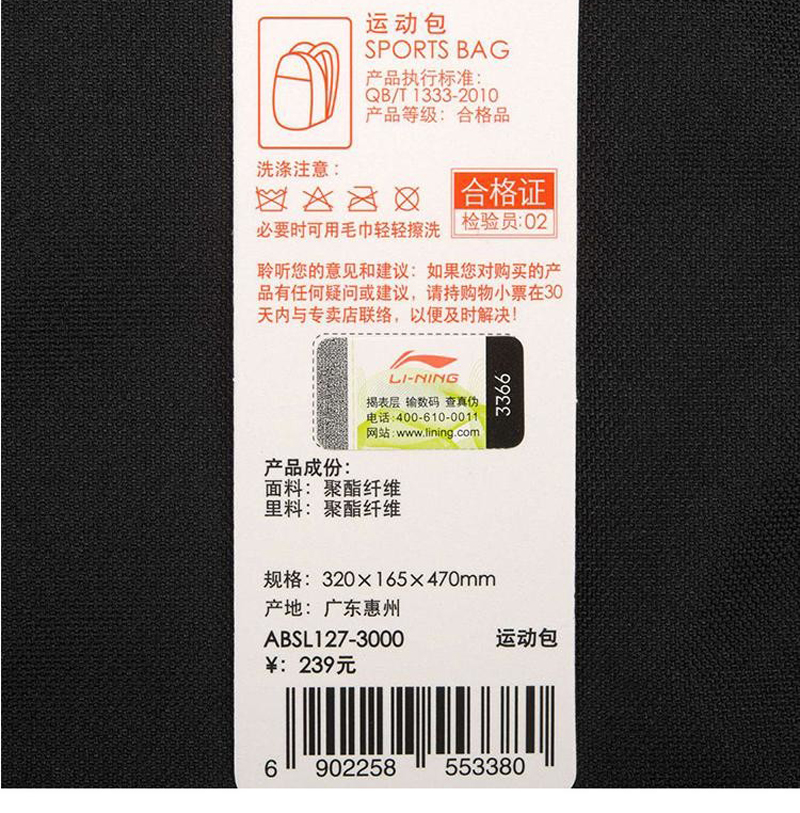 运动包
SPORTS BAG
产品执行标准：
QB/T 1333-2010
产品等级：合格品
洗涤注意：
必要时可用毛巾轻轻擦洗
合格证
检验员:02
聆听您的意见和建议：如果您对购买的产
品有任何疑问或建议，请持购物小票在30
天内与专卖店联络，以便及时解决！
LI-NING
揭表层 输数码 查真伪
电话:400-610-0011
网站:www.lining.com
3366
产品成份：
面料：聚酯纤维
里料：聚酯纤维
规格：320×165×470mm
产地：广东惠州
ABSL127-3000 运动包
¥：239元
6 902258 553380